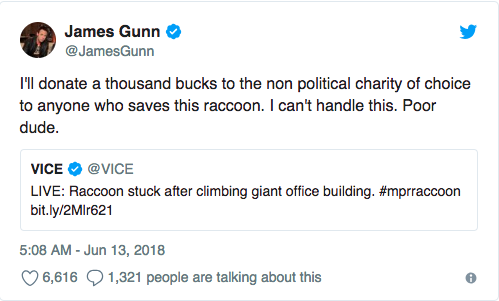 James Gunn
@JamesGunn
I'll donate a thousand bucks to the non political charity of choice
to anyone who saves this raccoon. I can't handle this. Poor
dude.
VICE @VICE
LIVE: Raccoon stuck after climbing giant office building. #mprraccoon
bit.ly/2Mlr621
5:08 AM - Jun 13, 2018
6,616 1,321 people are talking about this